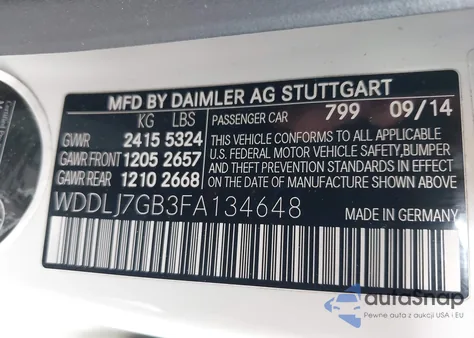 MFD BY DAIMLER AG STUTTGART
KG LBS
GVWR 2415 5324
GAWR FRONT 1205 2657
GAWR REAR 1210 2668
PASSENGER CAR 799 09/14
THIS VEHICLE CONFORMS TO ALL APPLICABLE
U.S. FEDERAL MOTOR VEHICLE SAFETY,BUMPER
AND THEFT PREVENTION STANDARDS IN EFFECT
ON THE DATE OF MANUFACTURE SHOWN ABOVE.
WDDLJ7GB3FA134648
MADE IN GERMANY
autoSnap
Pewne auta z aukcji USA i EU